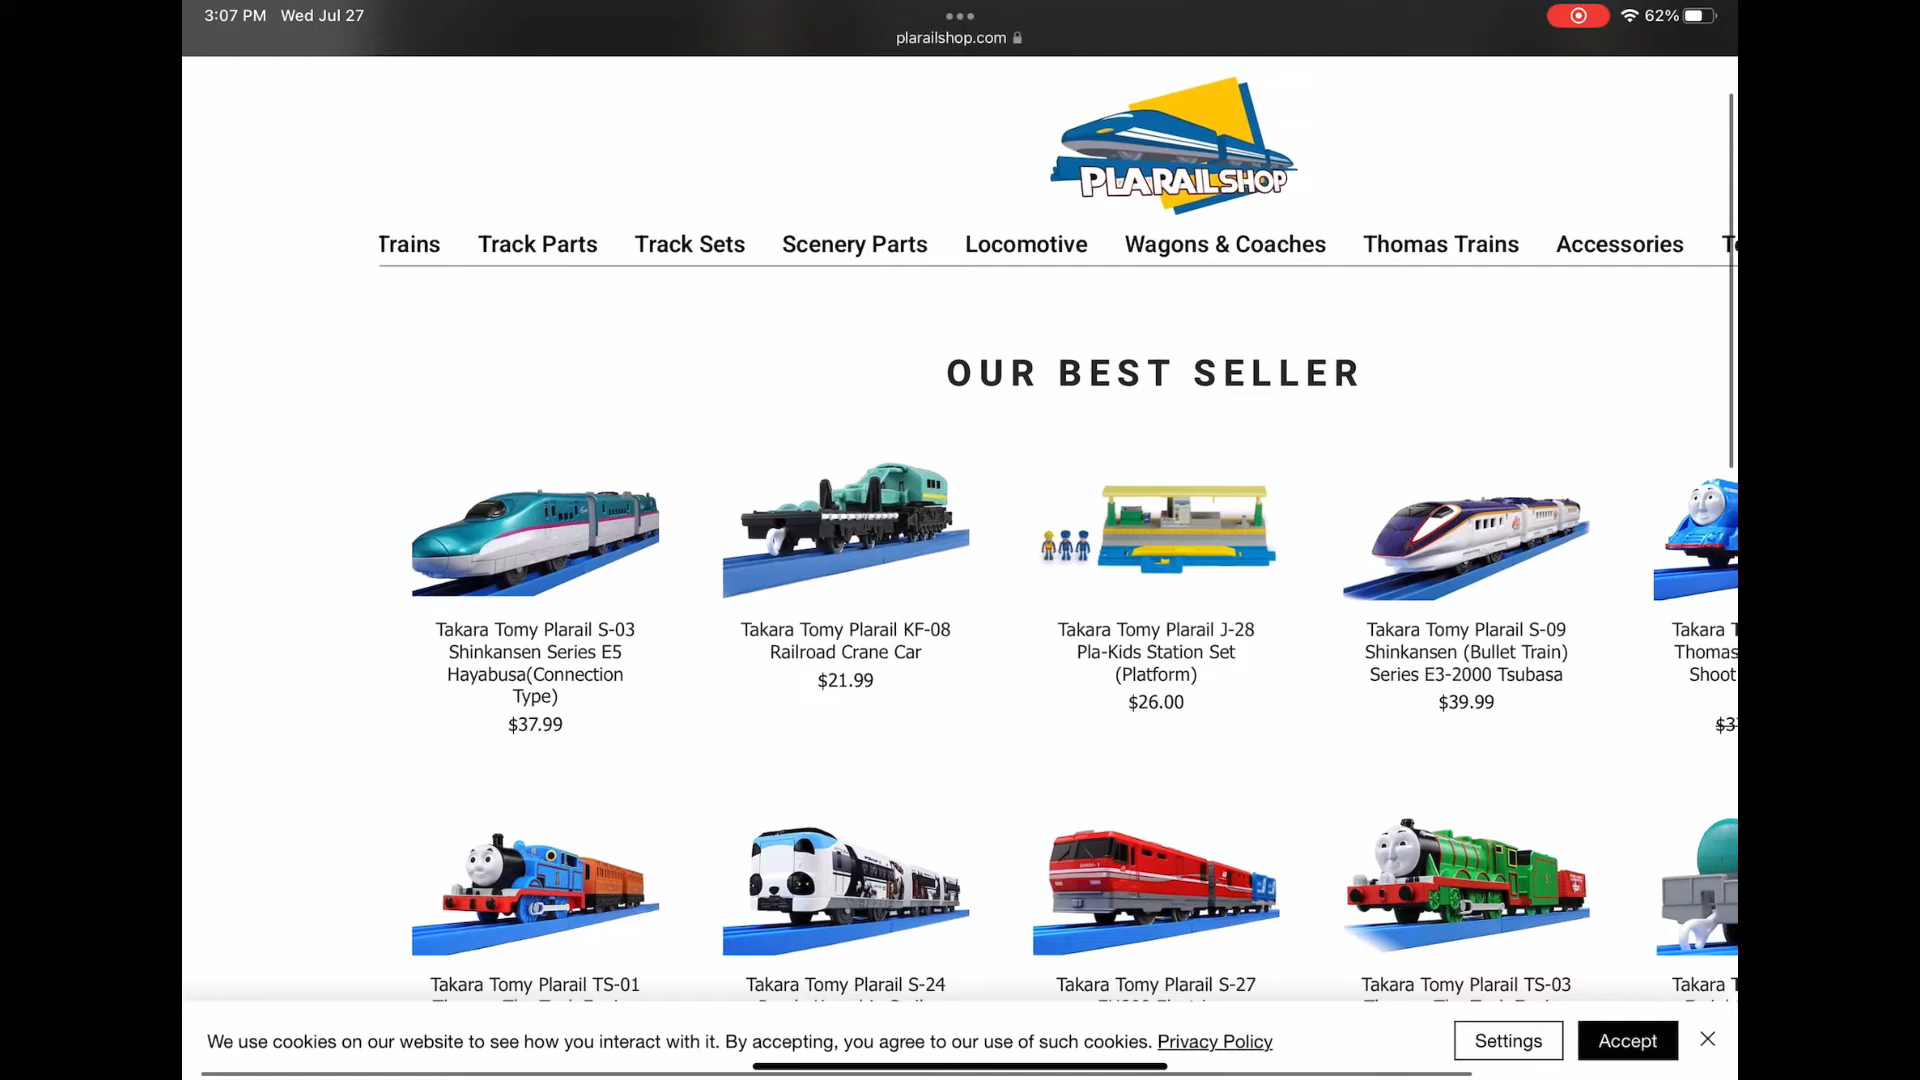 3:07 PM Wed Jul 27
62%
plarailshop.com
PLARAILSHOP
Trains Track Parts Track Sets Scenery Parts Locomotive Wagons & Coaches Thomas Trains Accessories
OUR BEST SELLER
Takara Tomy Plarail S-03
Shinkansen Series E5
Hayabusa(Connection
Type)
$37.99
Takara Tomy Plarail KF-08
Railroad Crane Car
$21.99
Takara Tomy Plarail J-28
Pla-Kids Station Set
(Platform)
$26.00
Takara Tomy Plarail S-09
Shinkansen (Bullet Train)
Series E3-2000 Tsubasa
$39.99
Takara T
Thomas
Shoot
Takara Tomy Plarail TS-01
Takara Tomy Plarail S-24
Takara Tomy Plarail S-27
Takara Tomy Plarail TS-03
Takara T
We use cookies on our website to see how you interact with it. By accepting, you agree to our use of such cookies. Privacy Policy
Settings
Accept